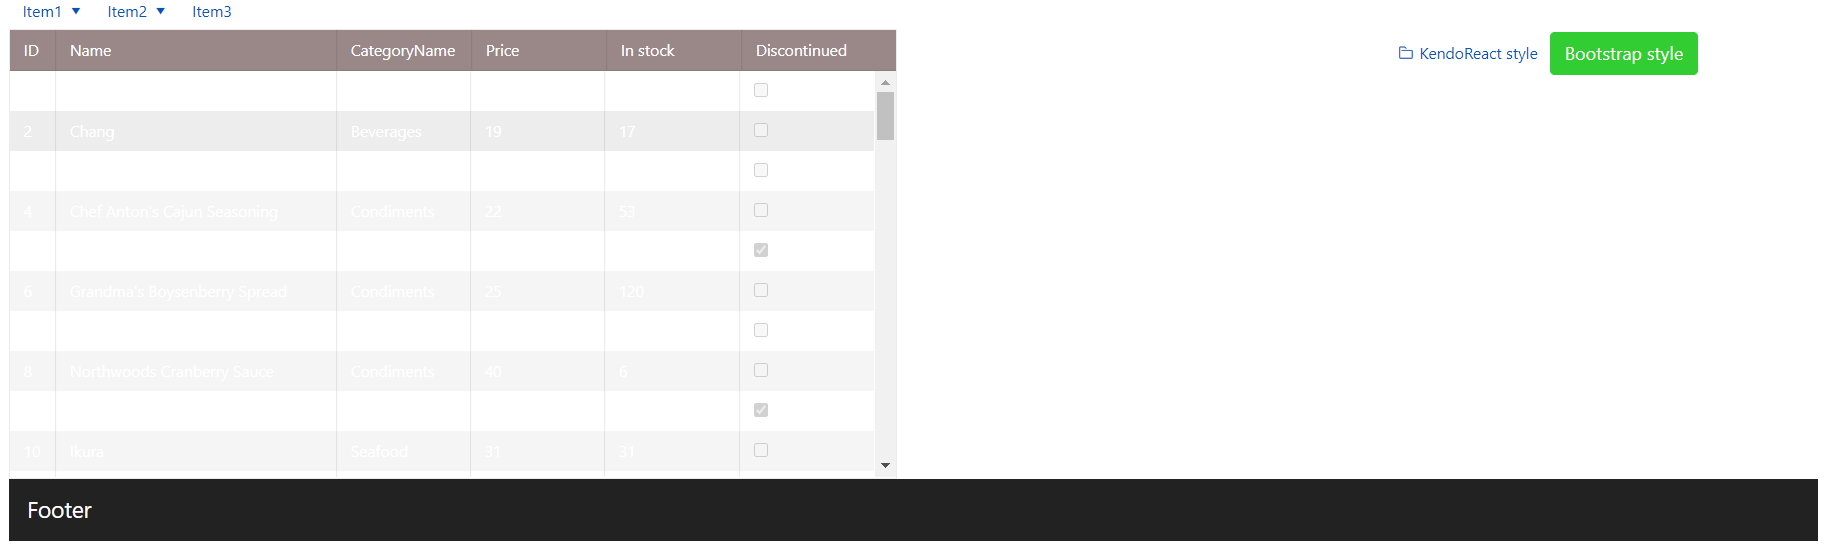 Item1 Item2 Item3
ID Name CategoryName Price In stock Discontinued
KendoReact style Bootstrap style
2 Chang Beverages 19 17
4 Chef Anton's Cajun Seasoning Condiments 22 53
6 Grandma's Boysenberry Spread Condiments 25 120
8 Northwoods Cranberry Sauce Condiments 40 6
10 Ikura Seafood 31 31
Footer